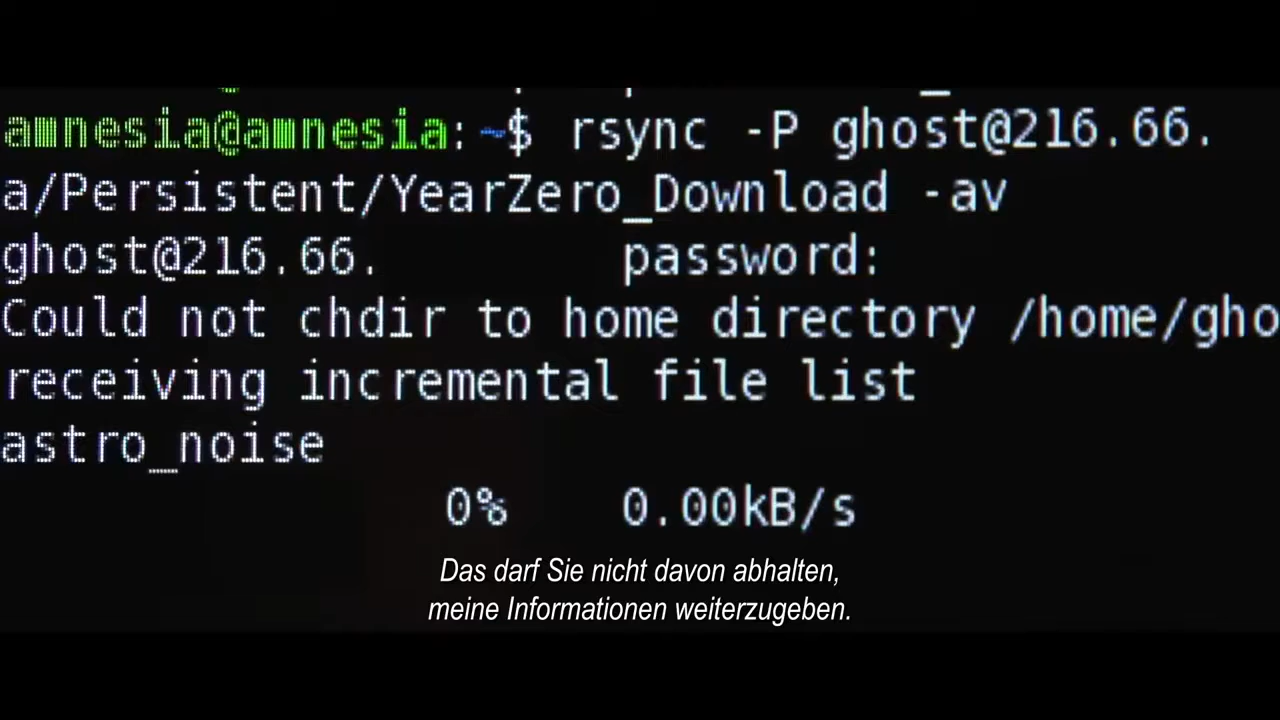 amnesia@amnesia:~$ rsync -P ghost@216.66.
a/Persistent/YearZero_Download -av
ghost@216.66. password:
Could not chdir to home directory /home/gho
receiving incremental file list
astro_noise
0% 0.00kB/s
Das darf Sie nicht davon abhalten,
meine Informationen weiterzugeben.